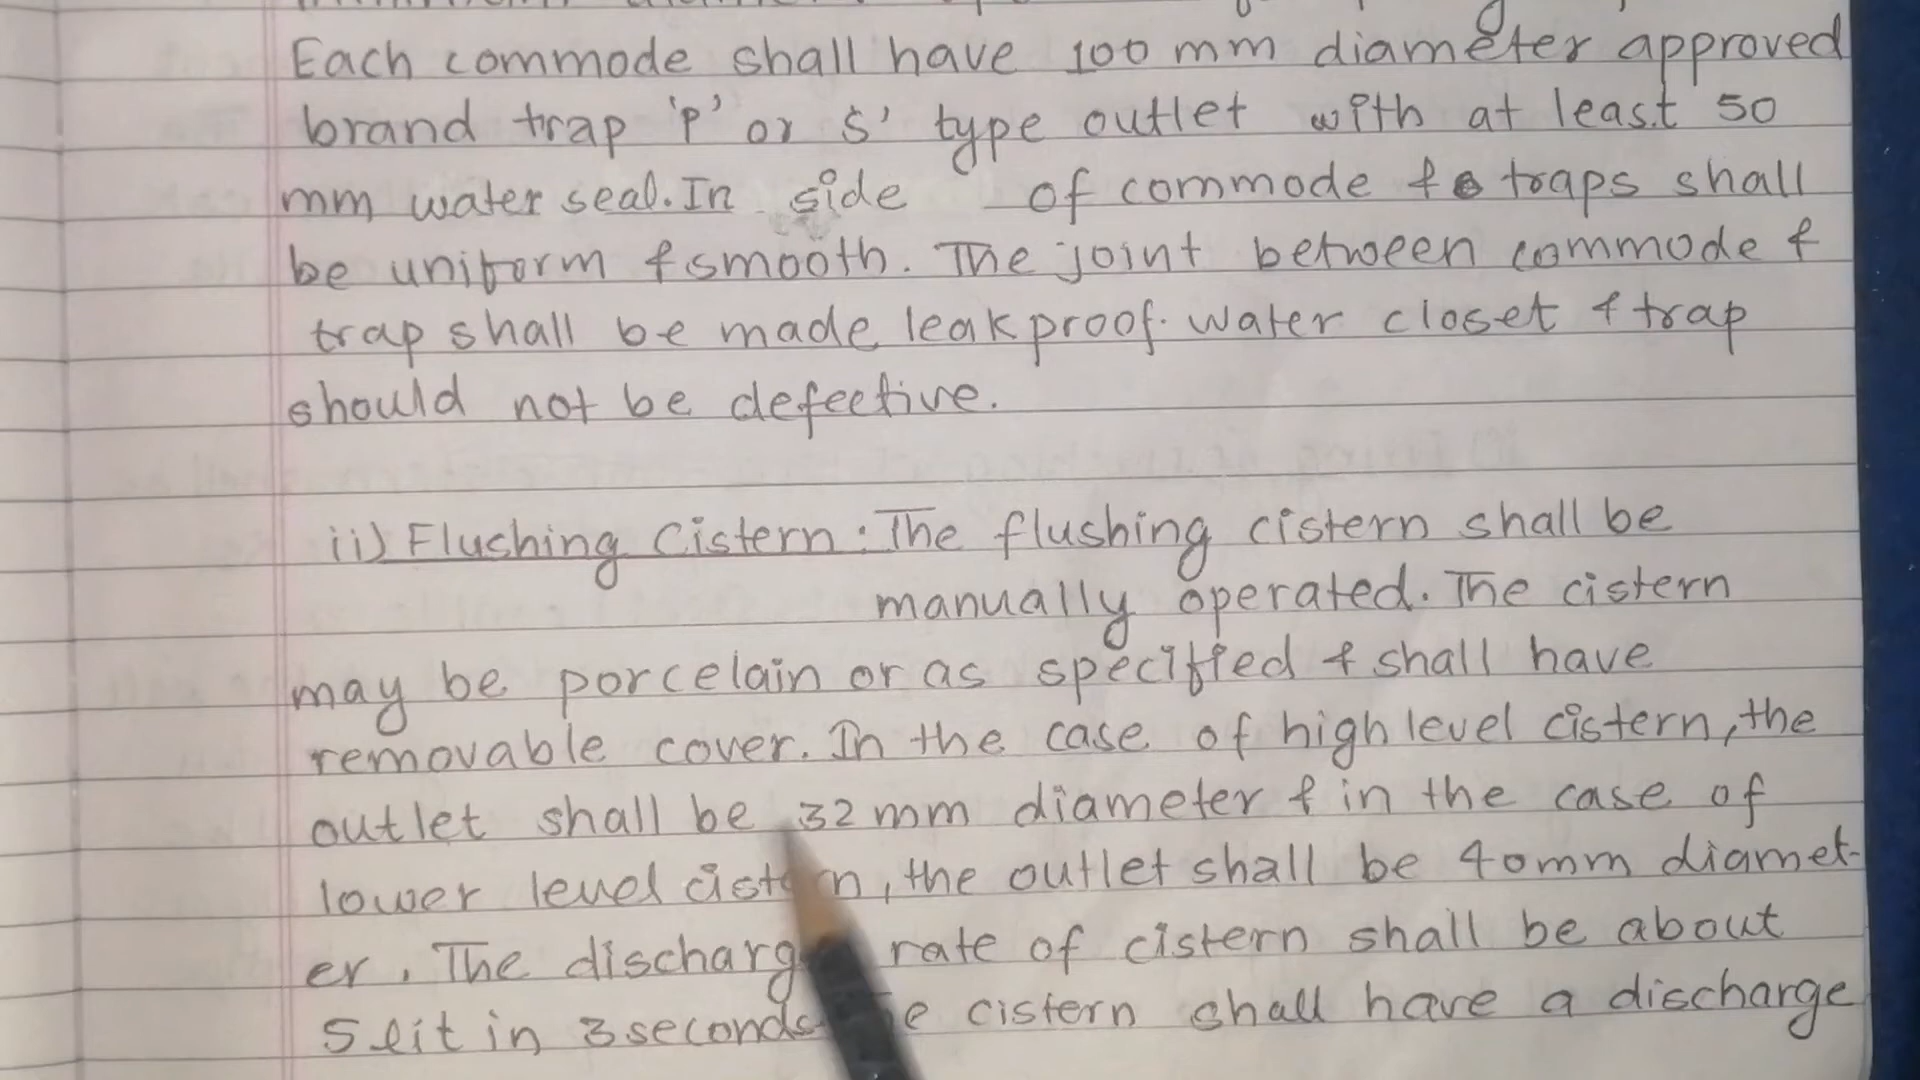 Each commode shall have 100 mm diameter approved
brand trap 'p' or s' type outlet with at least 50
mm water seal. In side of commode & traps shall
be uniform & smooth. The joint between commode &
trap shall be made leakproof. Water closet & trap
should not be defective.
ii) Flushing Cistern : The flushing cistern shall be
manually operated. The cistern
may be porcelain or as specified & shall have
removable cover. In the case of high level cistern, the
outlet shall be 32 mm diameter & in the case of
lower level cistern, the outlet shall be 40mm diamet-
er. The discharge rate of cistern shall be about
5 lit in 3 seconds. cistern shall have a discharge